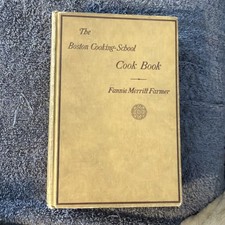 The
Boston Cooking-School
Cook Book
Fannie Merritt Farmer